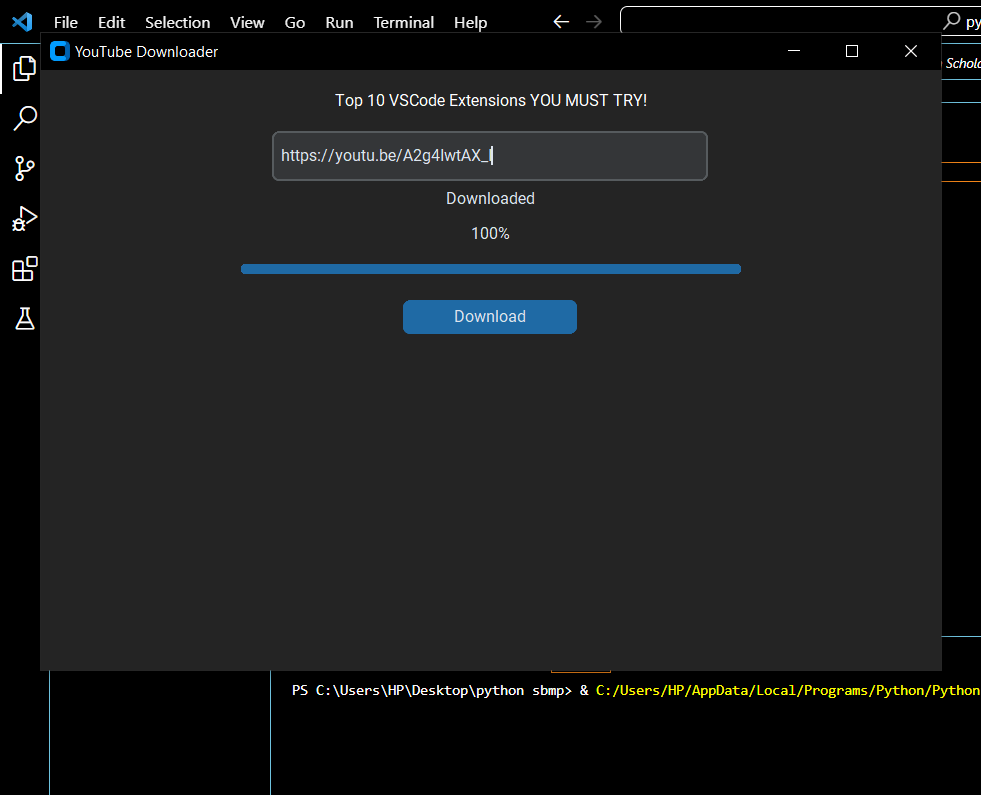 File Edit Selection View Go Run Terminal Help
py
YouTube Downloader
Top 10 VSCode Extensions YOU MUST TRY!
https://youtu.be/A2g4lwtAX_I
Downloaded
100%
Download
PS C:\Users\HP\Desktop\python sbmp> & C:/Users/HP/AppData/Local/Programs/Python/Python